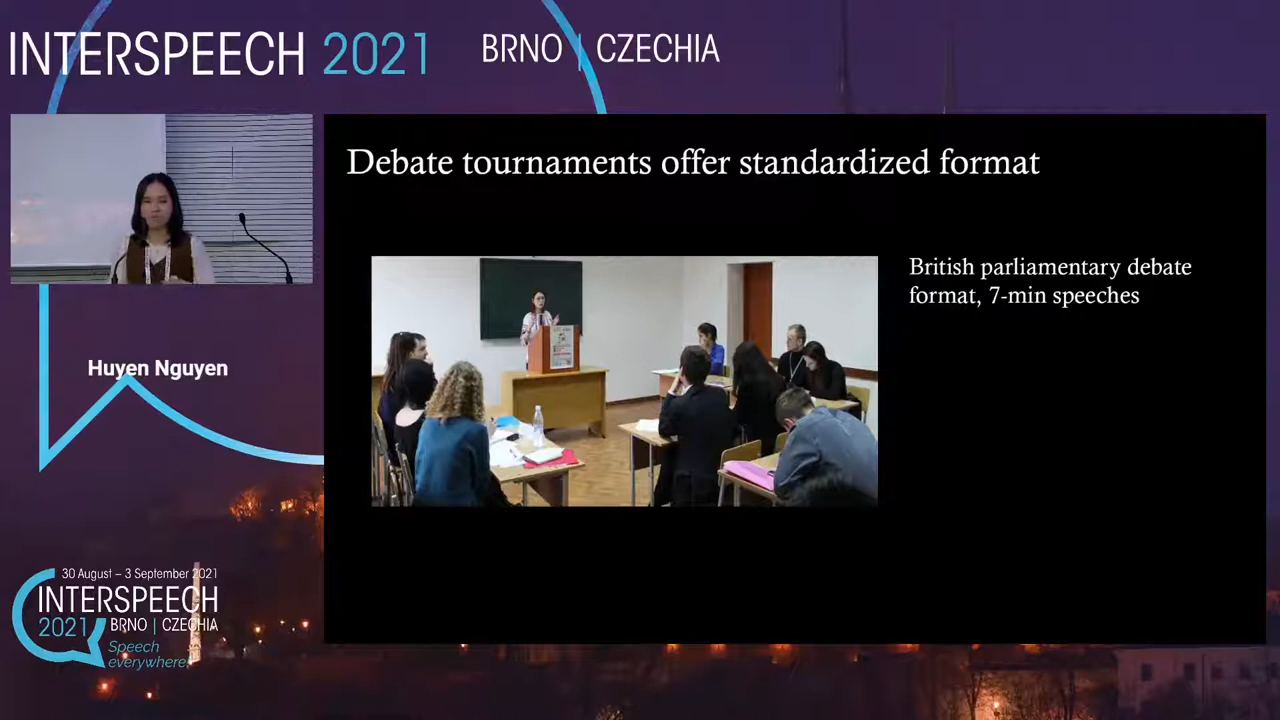 INTERSPEECH 2021
BRNO | CZECHIA
Debate tournaments offer standardized format
British parliamentary debate
format, 7-min speeches
Huyen Nguyen
30 August – 3 September 2021
INTERSPEECH
2021 BRNO | CZECHIA
Speech
everywhere!